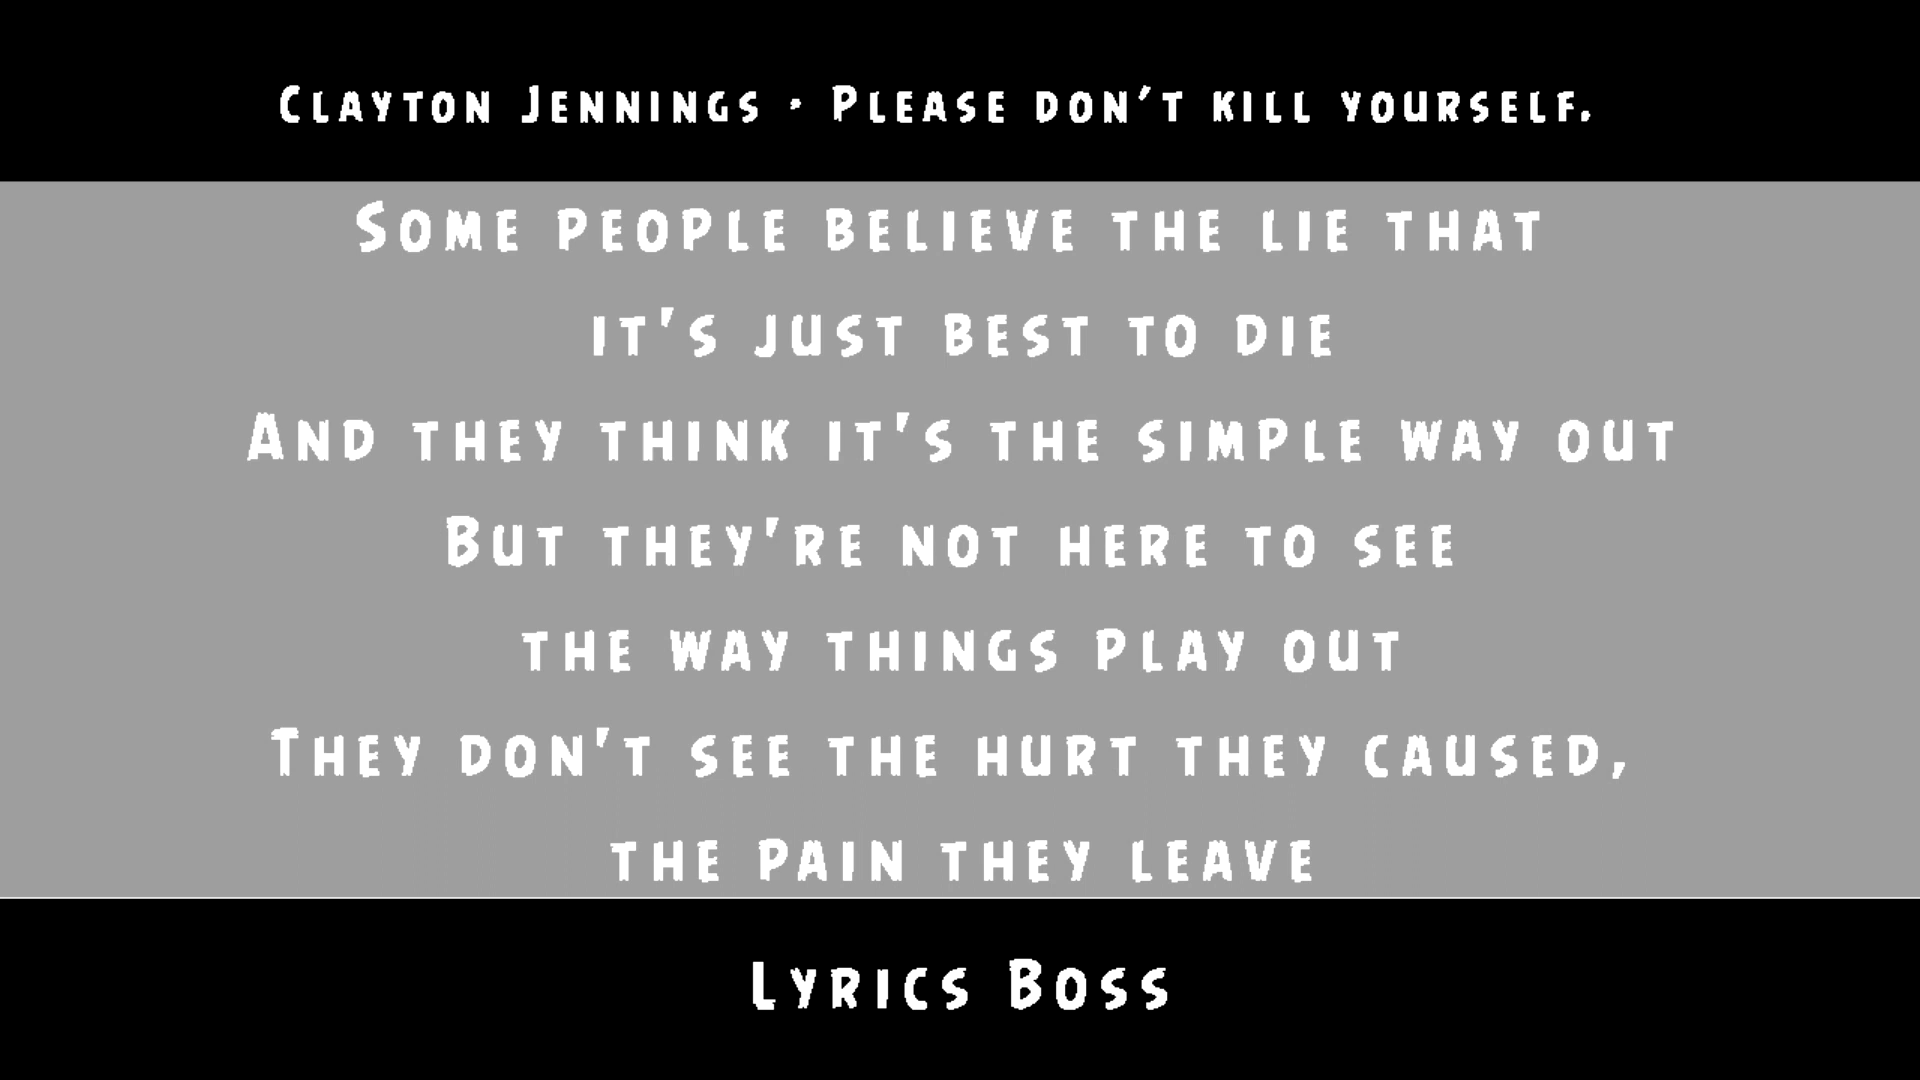 Clayton Jennings - Please don't kill yourself.
Some people believe the lie that
it's just best to die
And they think it's the simple way out
But they're not here to see
the way things play out
They don't see the hurt they caused,
the pain they leave
Lyrics Boss